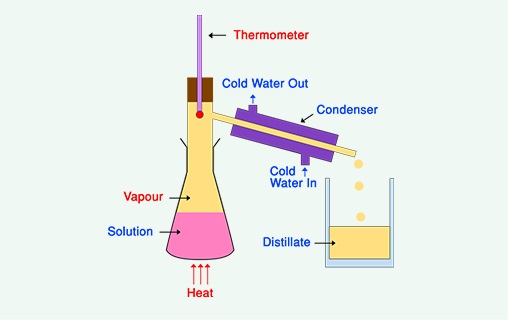 Thermometer
Cold Water Out
Condenser
Cold
Water In
Vapour
Solution
Distillate
Heat